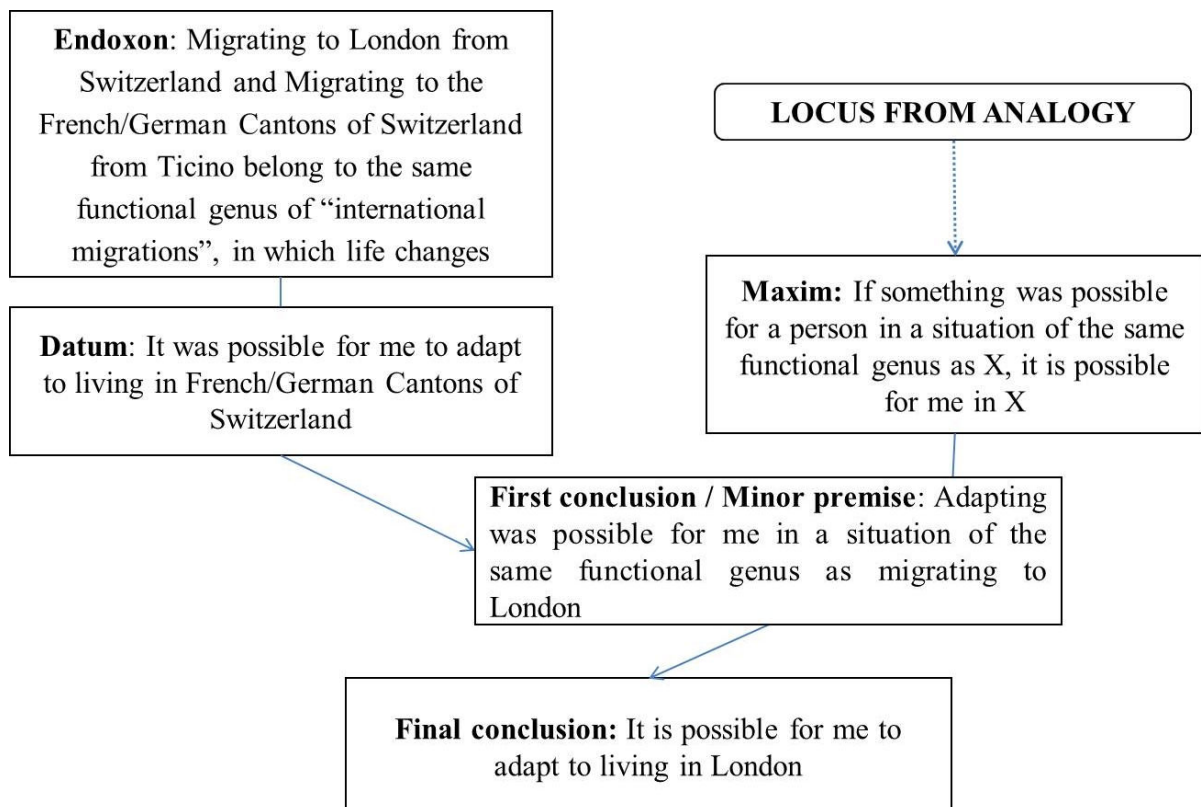 Endoxon: Migrating to London from
Switzerland and Migrating to the
French/German Cantons of Switzerland
from Ticino belong to the same
functional genus of “international
migrations”, in which life changes
LOCUS FROM ANALOGY
Datum: It was possible for me to adapt
to living in French/German Cantons of
Switzerland
Maxim: If something was possible
for a person in a situation of the same
functional genus as X, it is possible
for me in X
First conclusion / Minor premise: Adapting
was possible for me in a situation of the
same functional genus as migrating to
London
Final conclusion: It is possible for me to
adapt to living in London